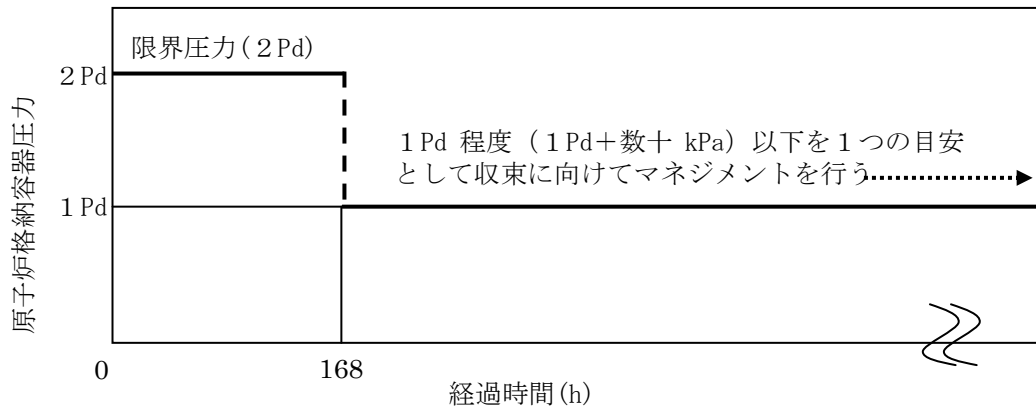 限界圧力(２Pd)
２Pd
１Pd 程度（１Pd＋数十 kPa）以下を１つの目安
として収束に向けてマネジメントを行う
１Pd
原子炉格納容器圧力
0
168
経過時間(h)